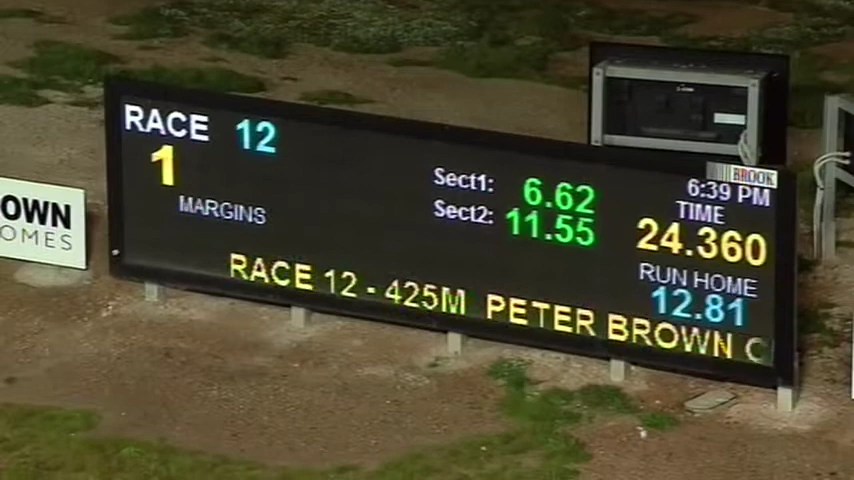 RACE 12
1
MARGINS
Sect1: 6.62
Sect2: 11.55
BROOK
6:39 PM
TIME
24.360
RUN HOME
12.81
RACE 12 - 425M PETER BROWN C
OWN
OMES